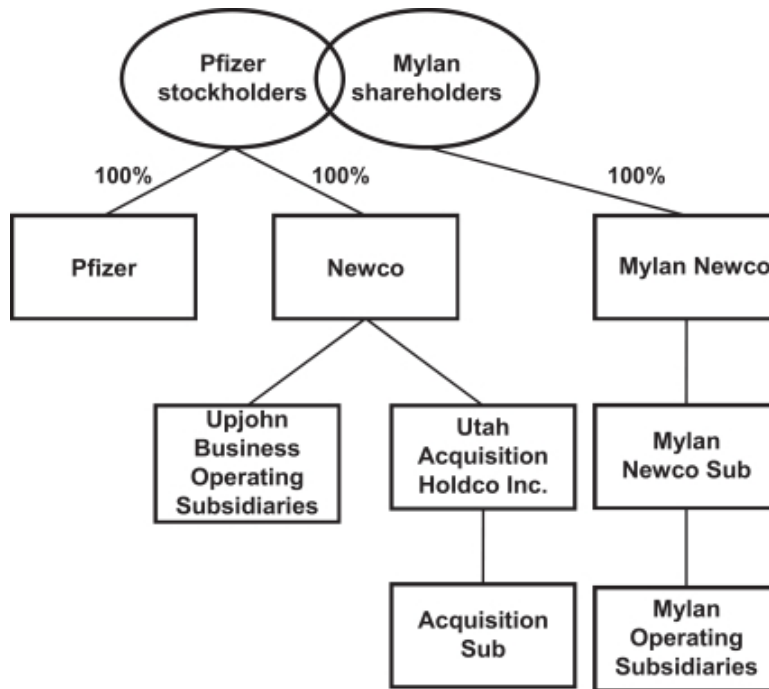 Pfizer
stockholders
Mylan
shareholders
100%
100%
100%
Pfizer
Newco
Mylan Newco
Upjohn
Business
Operating
Subsidiaries
Utah
Acquisition
Holdco Inc.
Mylan
Newco Sub
Acquisition
Sub
Mylan
Operating
Subsidiaries